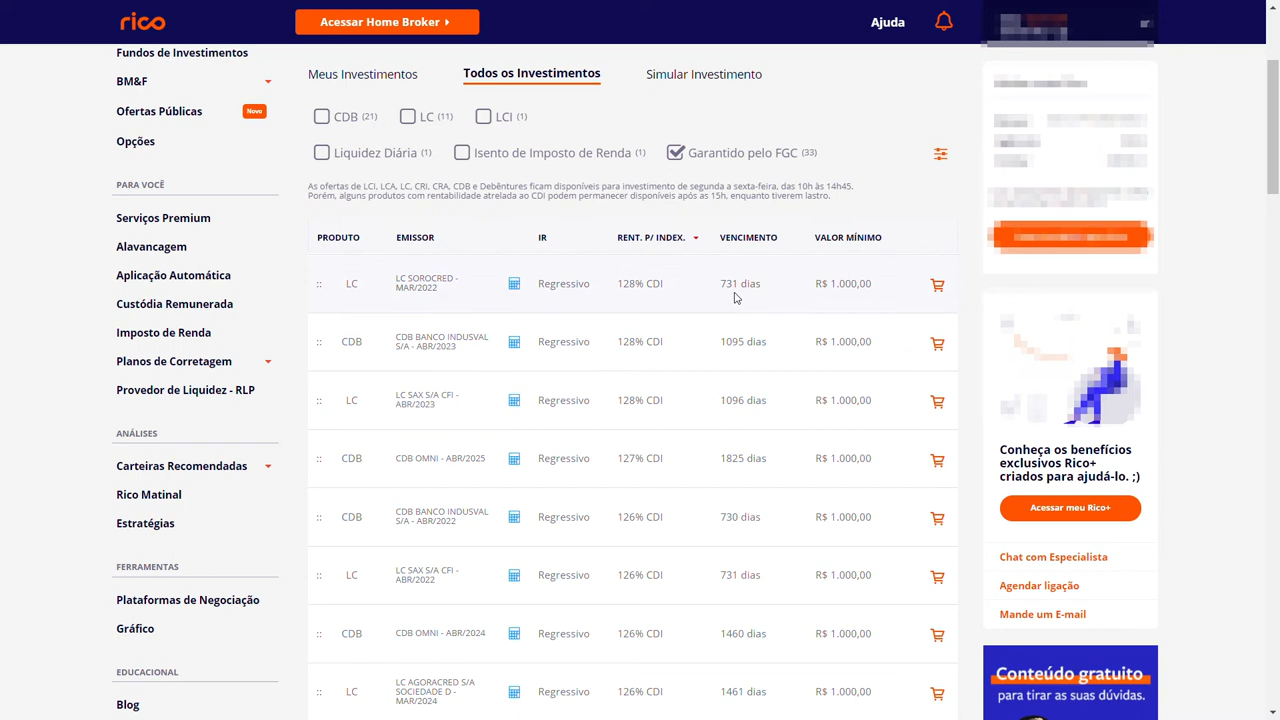 rico
Acessar Home Broker
Ajuda
Fundos de Investimentos
BM&F
Ofertas Públicas
Novo
Opções
PARA VOCÊ
Serviços Premium
Alavancagem
Aplicação Automática
Custódia Remunerada
Imposto de Renda
Planos de Corretagem
Provedor de Liquidez - RLP
ANÁLISES
Carteiras Recomendadas
Rico Matinal
Estratégias
FERRAMENTAS
Plataformas de Negociação
Gráfico
EDUCACIONAL
Blog
Meus Investimentos Todos os Investimentos Simular Investimento
CDB (21) LC (11) LCI (1)
Liquidez Diária (1) Isento de Imposto de Renda (1) Garantido pelo FGC (33)
As ofertas de LCI, LCA, LC, CRI, CRA, CDB e Debêntures ficam disponíveis para investimento de segunda a sexta-feira, das 10h às 14h45.
Porém, alguns produtos com rentabilidade atrelada ao CDI podem permanecer disponíveis após as 15h, enquanto tiverem lastro.
PRODUTO EMISSOR IR RENT. P/ INDEX. VENCIMENTO VALOR MÍNIMO
LC LC SOROCRED - MAR/2022 Regressivo 128% CDI 731 dias R$ 1.000,00
CDB CDB BANCO INDUSVAL S/A - ABR/2023 Regressivo 128% CDI 1095 dias R$ 1.000,00
LC LC SAX S/A CFI - ABR/2023 Regressivo 128% CDI 1096 dias R$ 1.000,00
CDB CDB OMNI - ABR/2025 Regressivo 127% CDI 1825 dias R$ 1.000,00
CDB CDB BANCO INDUSVAL S/A - ABR/2022 Regressivo 126% CDI 730 dias R$ 1.000,00
LC LC SAX S/A CFI - ABR/2022 Regressivo 126% CDI 731 dias R$ 1.000,00
CDB CDB OMNI - ABR/2024 Regressivo 126% CDI 1460 dias R$ 1.000,00
LC LC AGORACRED S/A SOCIEDADE D - MAR/2024 Regressivo 126% CDI 1461 dias R$ 1.000,00
Conheça os benefícios
exclusivos Rico+
criados para ajudá-lo. ;)
Acessar meu Rico+
Chat com Especialista
Agendar ligação
Mande um E-mail
Conteúdo gratuito
para tirar as suas dúvidas.